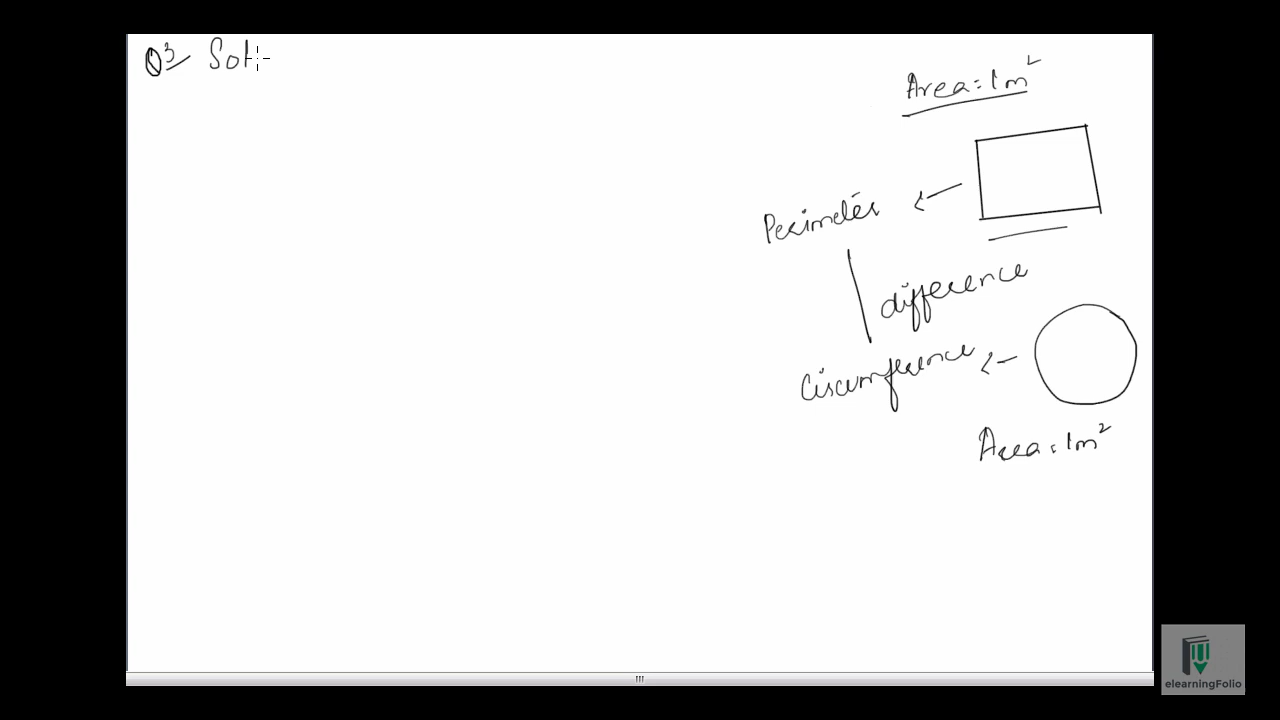 Q3 Sol:-
Area = 1m²
Perimeter
difference
Circumference
Area = 1m²
elearningFolio